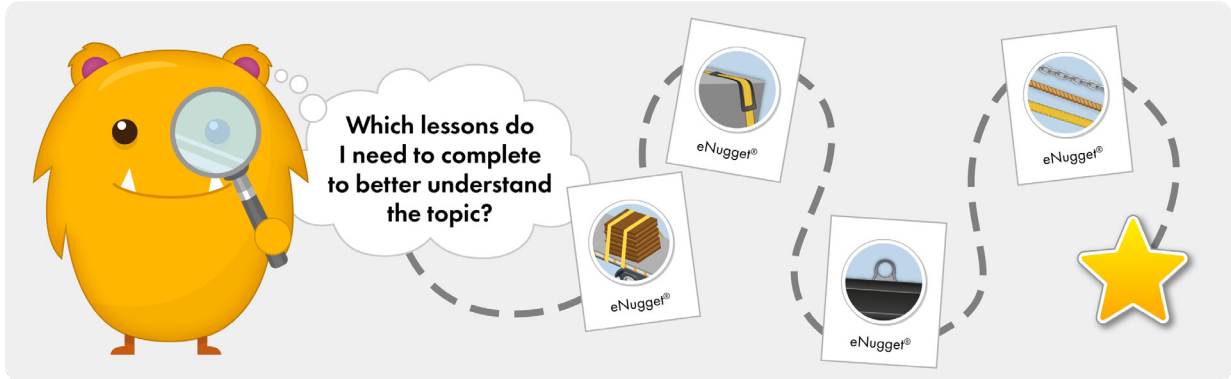 Which lessons do
I need to complete
to better understand
the topic?
eNugget®
eNugget®
eNugget®
eNugget®